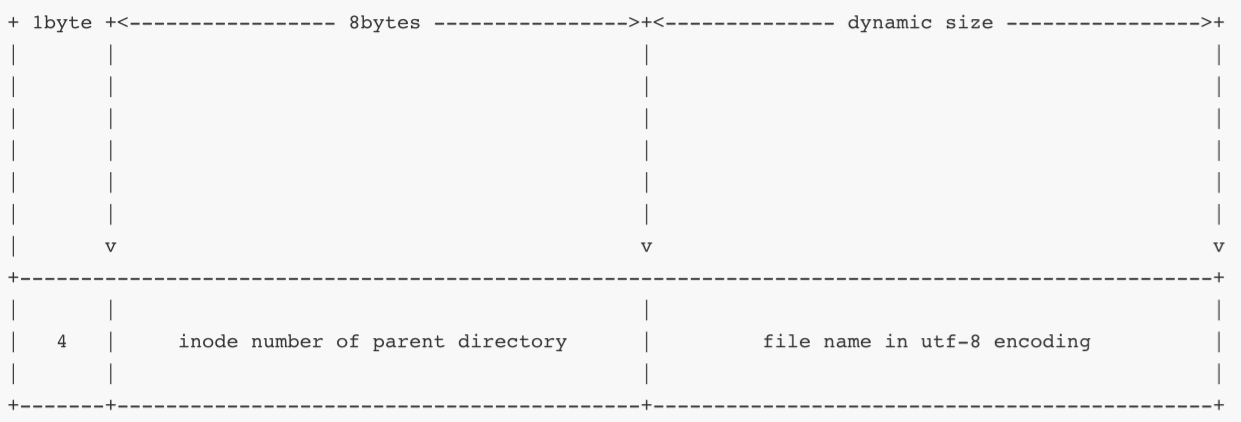 + 1byte +<------------------ 8bytes ---------------->+<-------------- dynamic size ---------------->+
| | | |
| | | |
| | | |
| | | |
| | | |
| | | |
| v v v
+---------------------------------------------------------------------------------------------------+
| | | |
| 4 | inode number of parent directory | file name in utf-8 encoding |
| | | |
+-------+-------------------------------------------+----------------------------------------------+